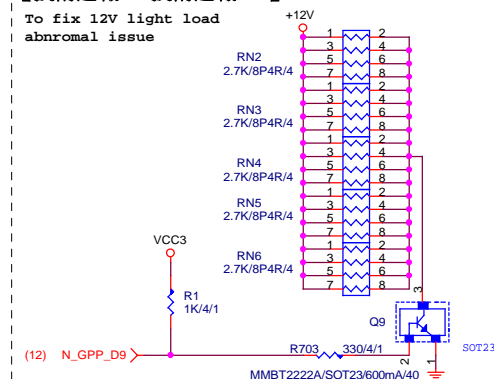 To fix 12V light load
abnromal issue
+12V
1 2
3 4
RN2
5 6
2.7K/8P4R/4
7 8
1 2
3 4
RN3
5 6
2.7K/8P4R/4
7 8
1 2
3 4
RN4
5 6
2.7K/8P4R/4
7 8
1 2
RN5
3 4
2.7K/8P4R/4
5 6
7 8
1 2
RN6
3 4
2.7K/8P4R/4
5 6
7 8
VCC3
R1
1K/4/1
3
Q9
SOT23
(12) N_GPP_D9
R703 330/4/1
2 1
MMBT2222A/SOT23/600mA/40